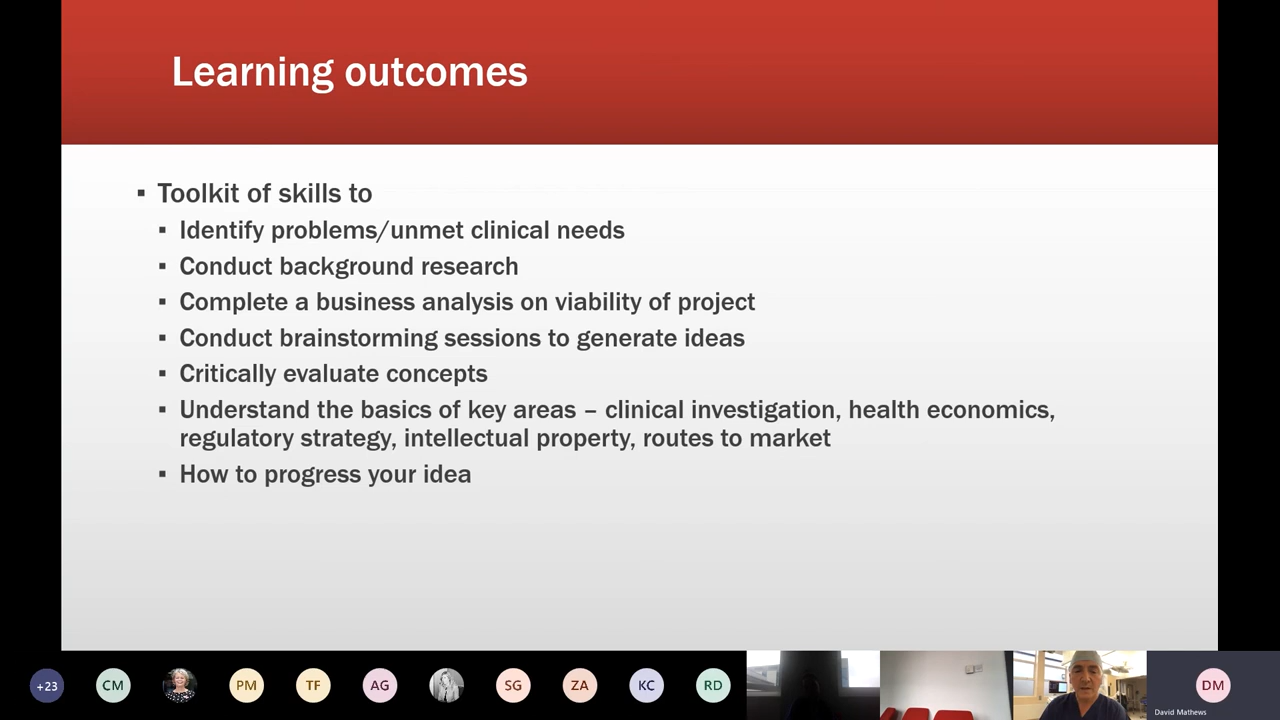 Learning outcomes
▪ Toolkit of skills to
▪ Identify problems/unmet clinical needs
▪ Conduct background research
▪ Complete a business analysis on viability of project
▪ Conduct brainstorming sessions to generate ideas
▪ Critically evaluate concepts
▪ Understand the basics of key areas – clinical investigation, health economics,
regulatory strategy, intellectual property, routes to market
▪ How to progress your idea
+23 CM PM TF AG SG ZA KC RD DM
David Mathews